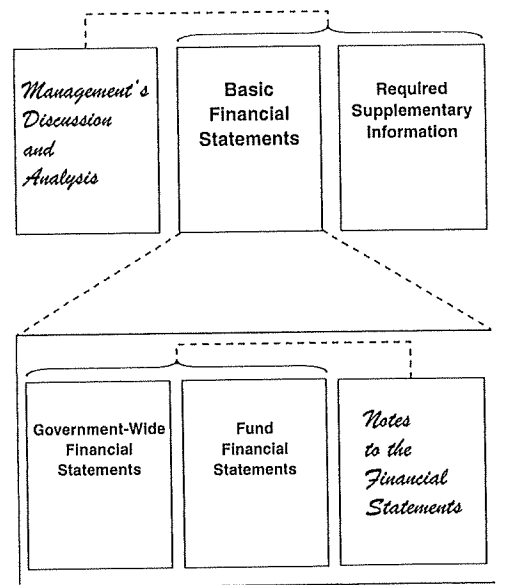 Management's
Discussion
and
Analysis
Basic
Financial
Statements
Required
Supplementary
Information
Government-Wide
Financial
Statements
Fund
Financial
Statements
Notes
to the
Financial
Statements